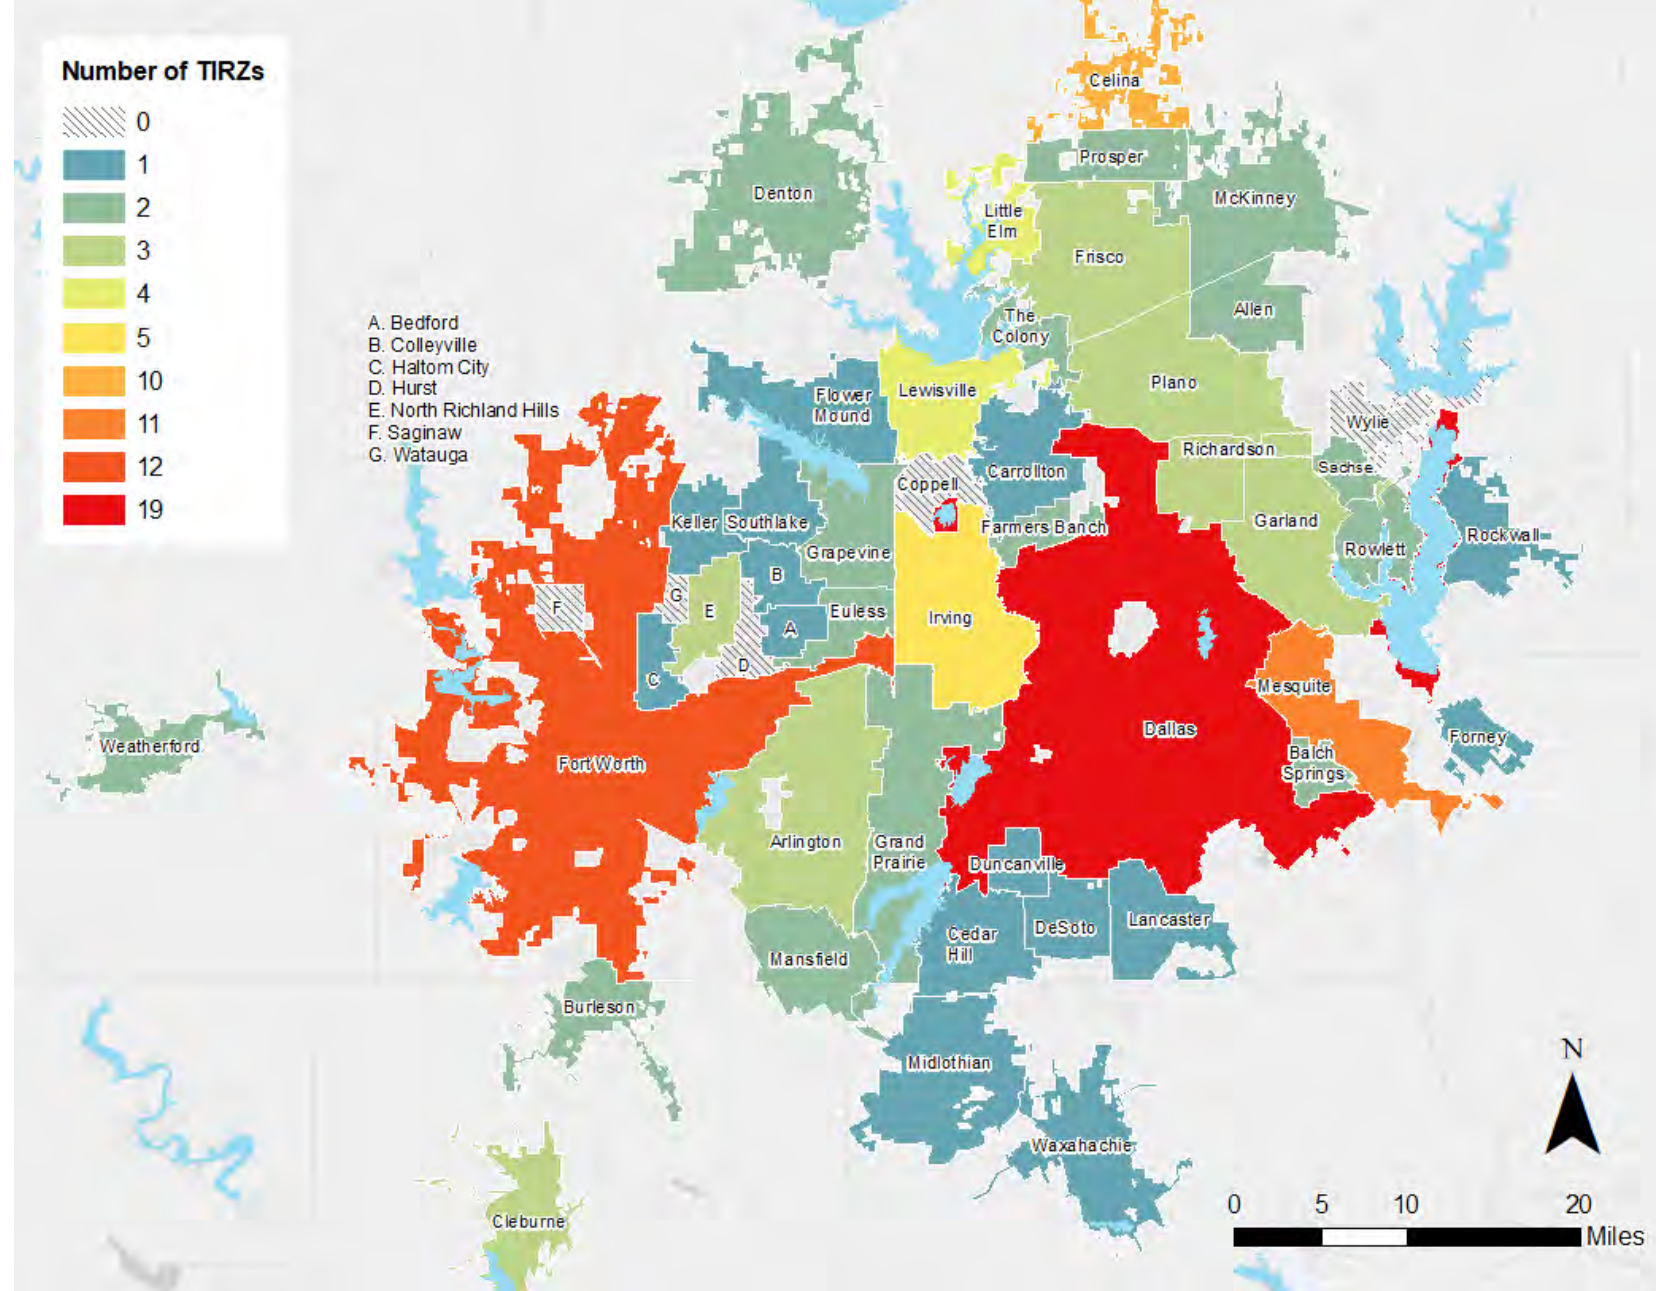 Number of TIRZs
0
1
2
3
4
5
10
11
12
19
A. Bedford
B. Colleyville
C. Haltom City
D. Hurst
E. North Richland Hills
F. Saginaw
G. Watauga
Celina
Prosper
Denton
McKinney
Little
Elm
Frisco
Allen
The
Colony
Plano
Flower
Mound
Lewisville
Wylie
Richardson
Sachse
Carrollton
Coppell
Keller
Southlake
Farmers Banch
Garland
Rockwall
Rowlett
Grapevine
B
G
F
E
Euless
A
Irving
D
C
Mesquite
Dallas
Forney
Weatherford
Balch
Springs
Fort Worth
Arlington
Grand
Prairie
Duncanville
Cedar
Hill
DeSoto
Lancaster
Mansfield
Burleson
Midlothian
Waxahachie
Cleburne
N
0 5 10 20
Miles